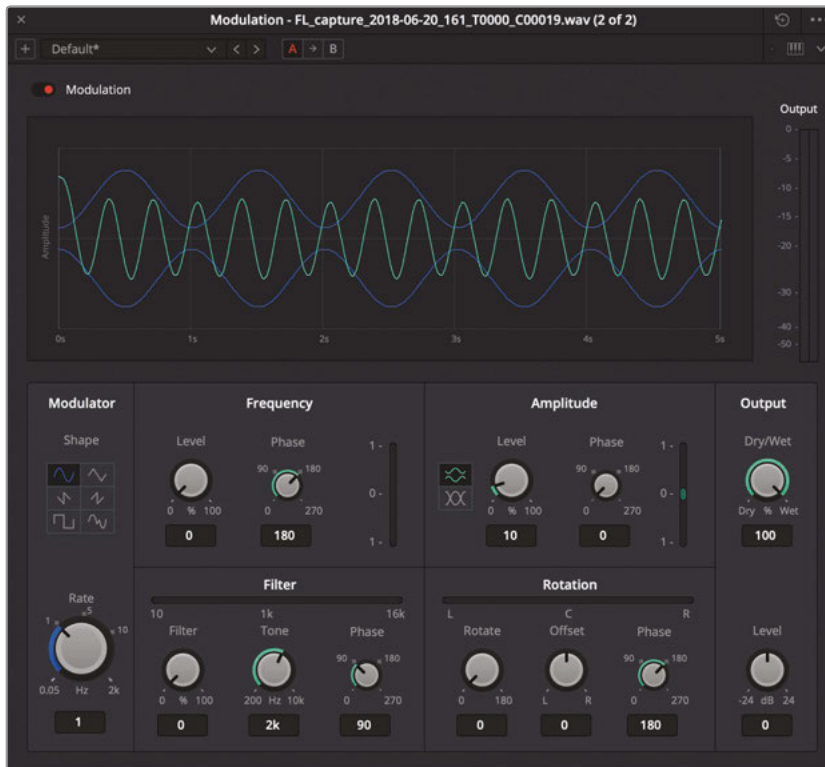 Modulation - FL_capture_2018-06-20_161_T0000_C00019.wav (2 of 2)
Default*
A
B
Modulation
Output
0 -
-5 -
-10 -
-15 -
-20 -
-30 -
-40 -
-50 -
Amplitude
0s 1s 2s 3s 4s 5s
Modulator
Shape
Rate
1 5 10
0.05 Hz 2k
1
Frequency
Level
0 % 100
0
Phase
90 180
0 270
180
1 -
0 -
1 -
Amplitude
Level
0 % 100
10
Phase
90 180
0 270
0
1 -
0 -
1 -
Output
Dry/Wet
Dry % Wet
100
Filter
10 1k 16k
Filter
0 % 100
0
Tone
200 Hz 10k
2k
Phase
90 180
0 270
90
Rotation
L C R
Rotate
0 180
0
Offset
L R
0
Phase
90 180
0 270
180
Level
-24 dB 24
0